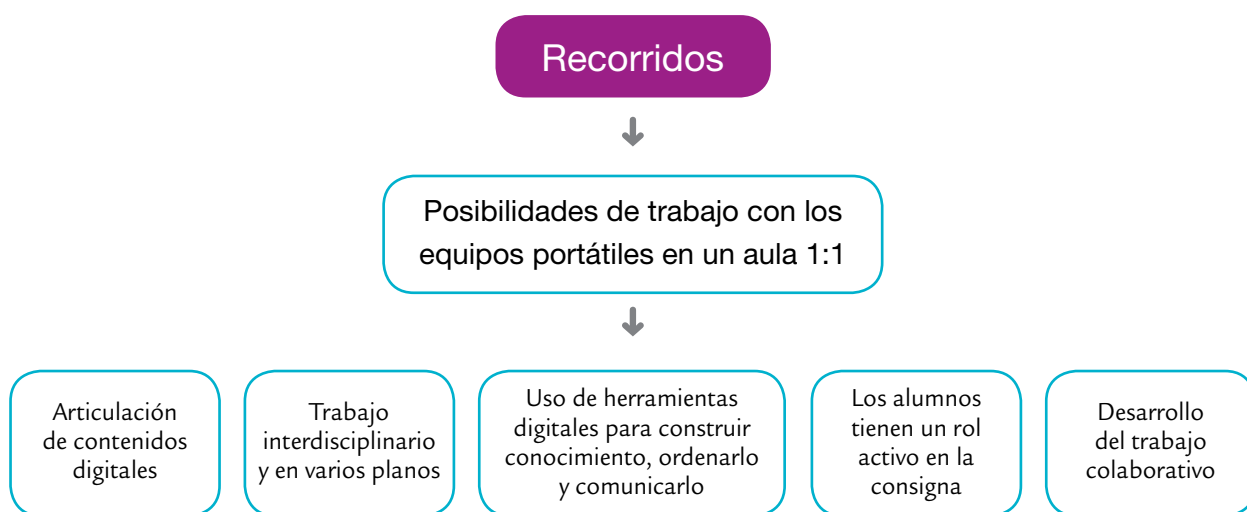 Recorridos
Posibilidades de trabajo con los
equipos portátiles en un aula 1:1
Articulación
de contenidos
digitales
Trabajo
interdisciplinario
y en varios planos
Uso de herramientas
digitales para construir
conocimiento, ordenarlo
y comunicarlo
Los alumnos
tienen un rol
activo en la
consigna
Desarrollo
del trabajo
colaborativo